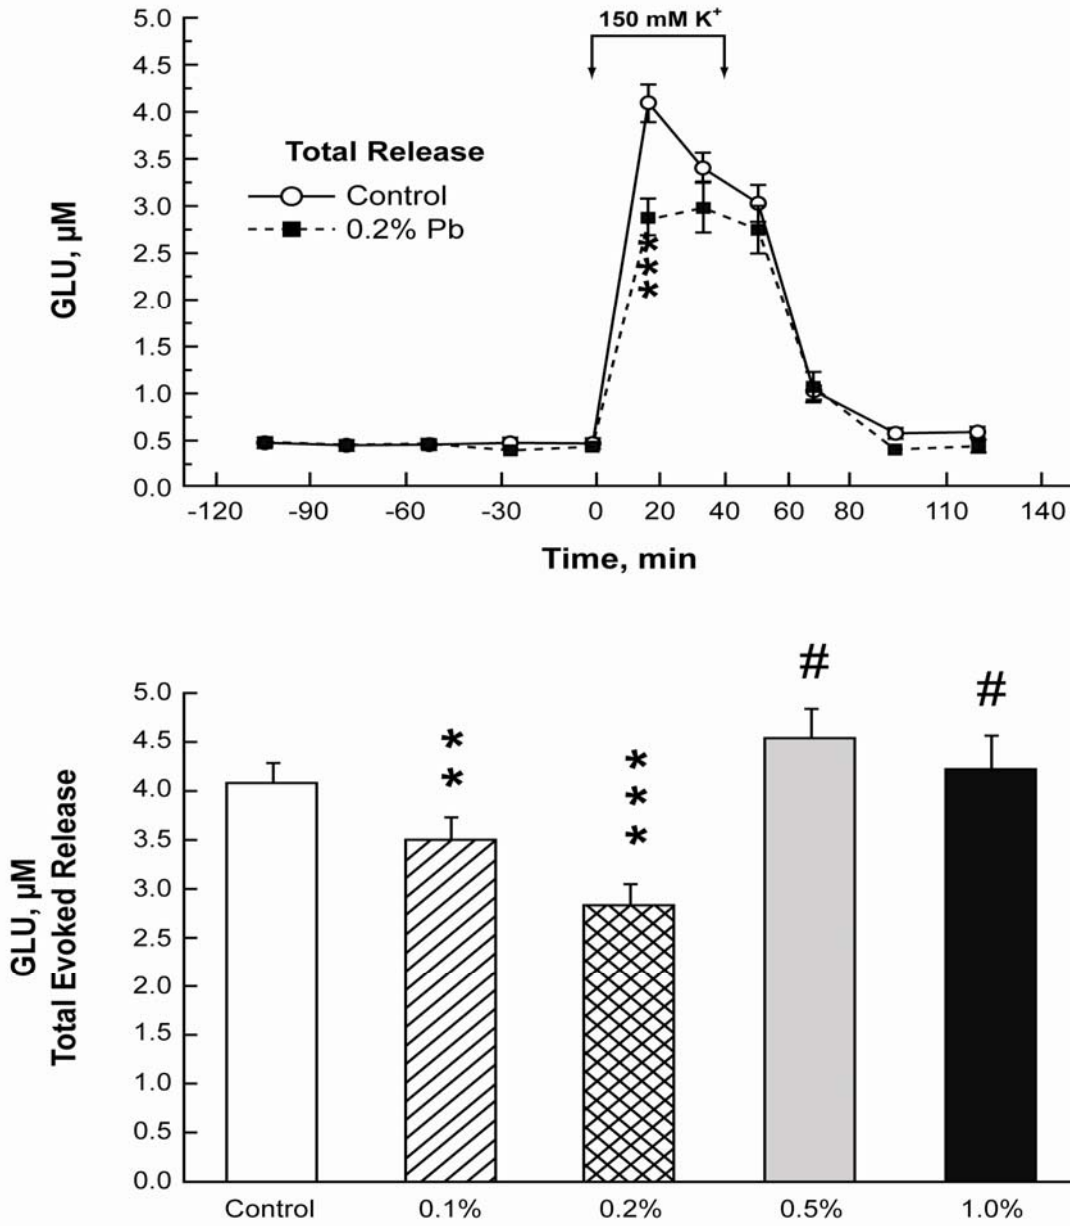 150 mM K⁺
5.0
4.5
4.0
3.5
3.0
2.5
2.0
1.5
1.0
0.5
0.0
GLU, µM
Total Release
Control
0.2% Pb
***
-120 -90 -60 -30 0 20 40 60 80 110 140
Time, min
5.0
4.5
4.0
3.5
3.0
2.5
2.0
1.5
1.0
0.5
0.0
GLU, µM
Total Evoked Release
** *** # #
Control 0.1% 0.2% 0.5% 1.0%